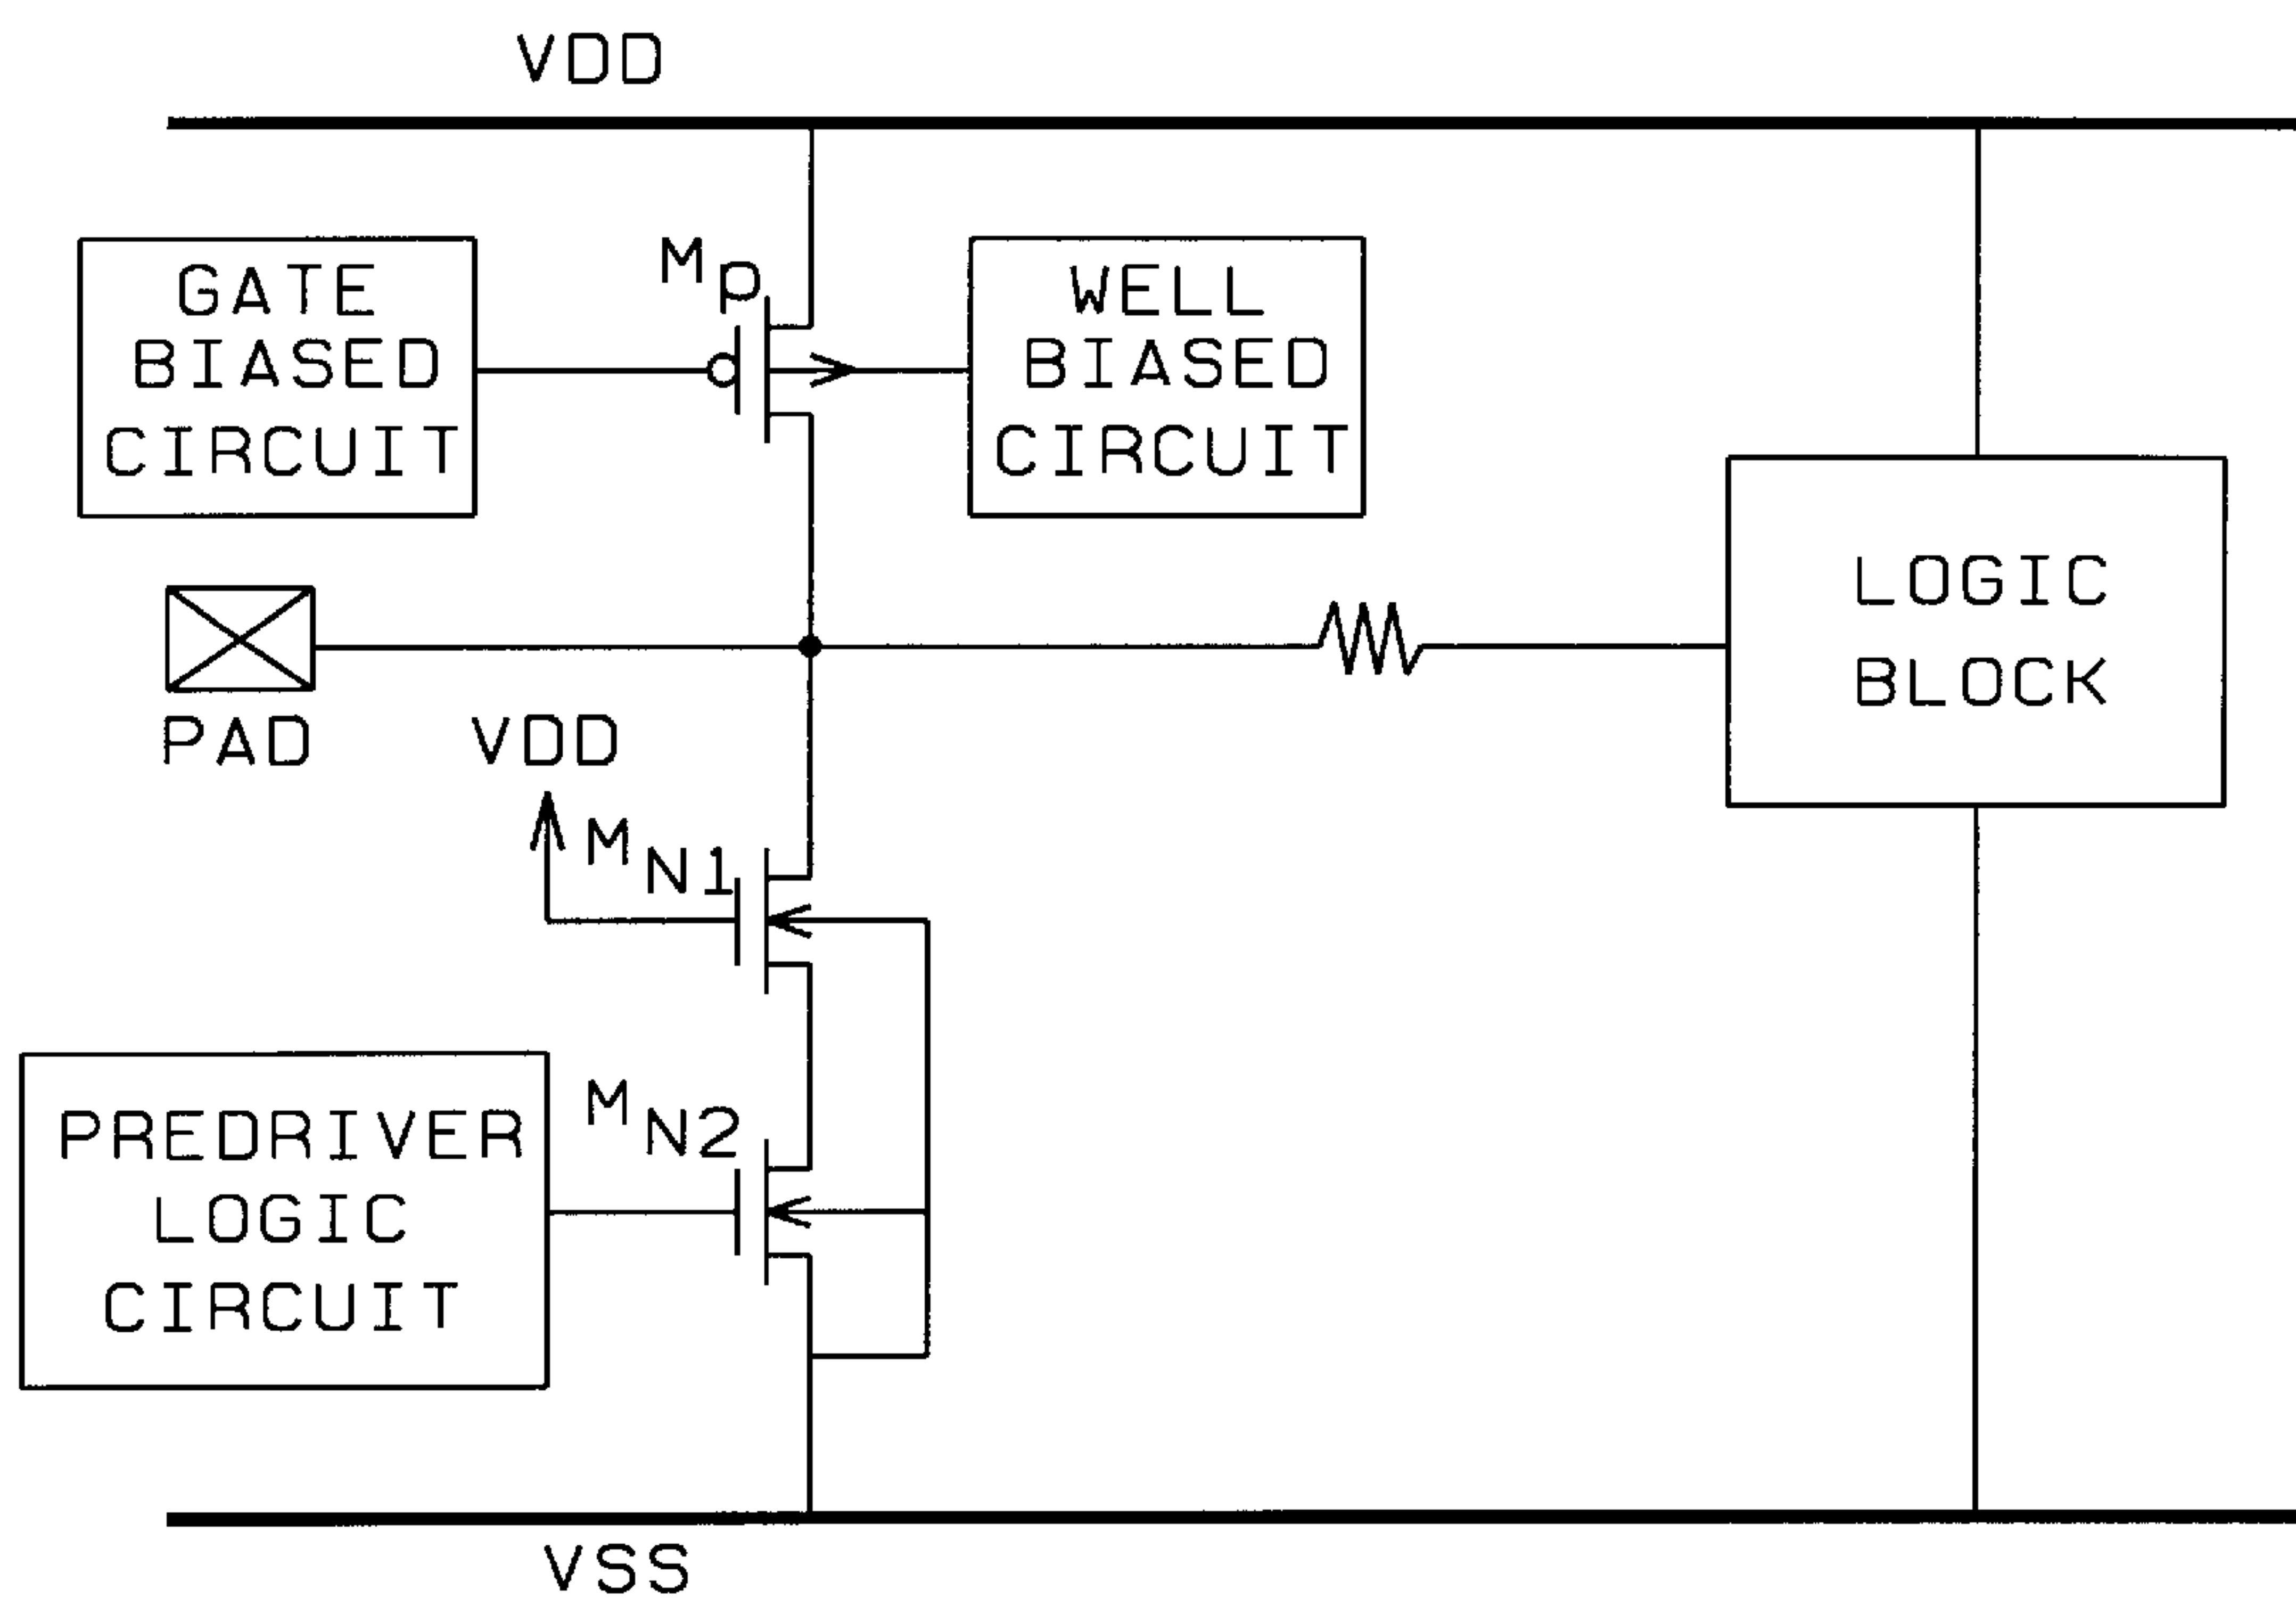 VDD
GATE
BIASED
CIRCUIT
Mp
WELL
BIASED
CIRCUIT
LOGIC
BLOCK
PAD
VDD
MN1
PREDRIVER
LOGIC
CIRCUIT
MN2
VSS